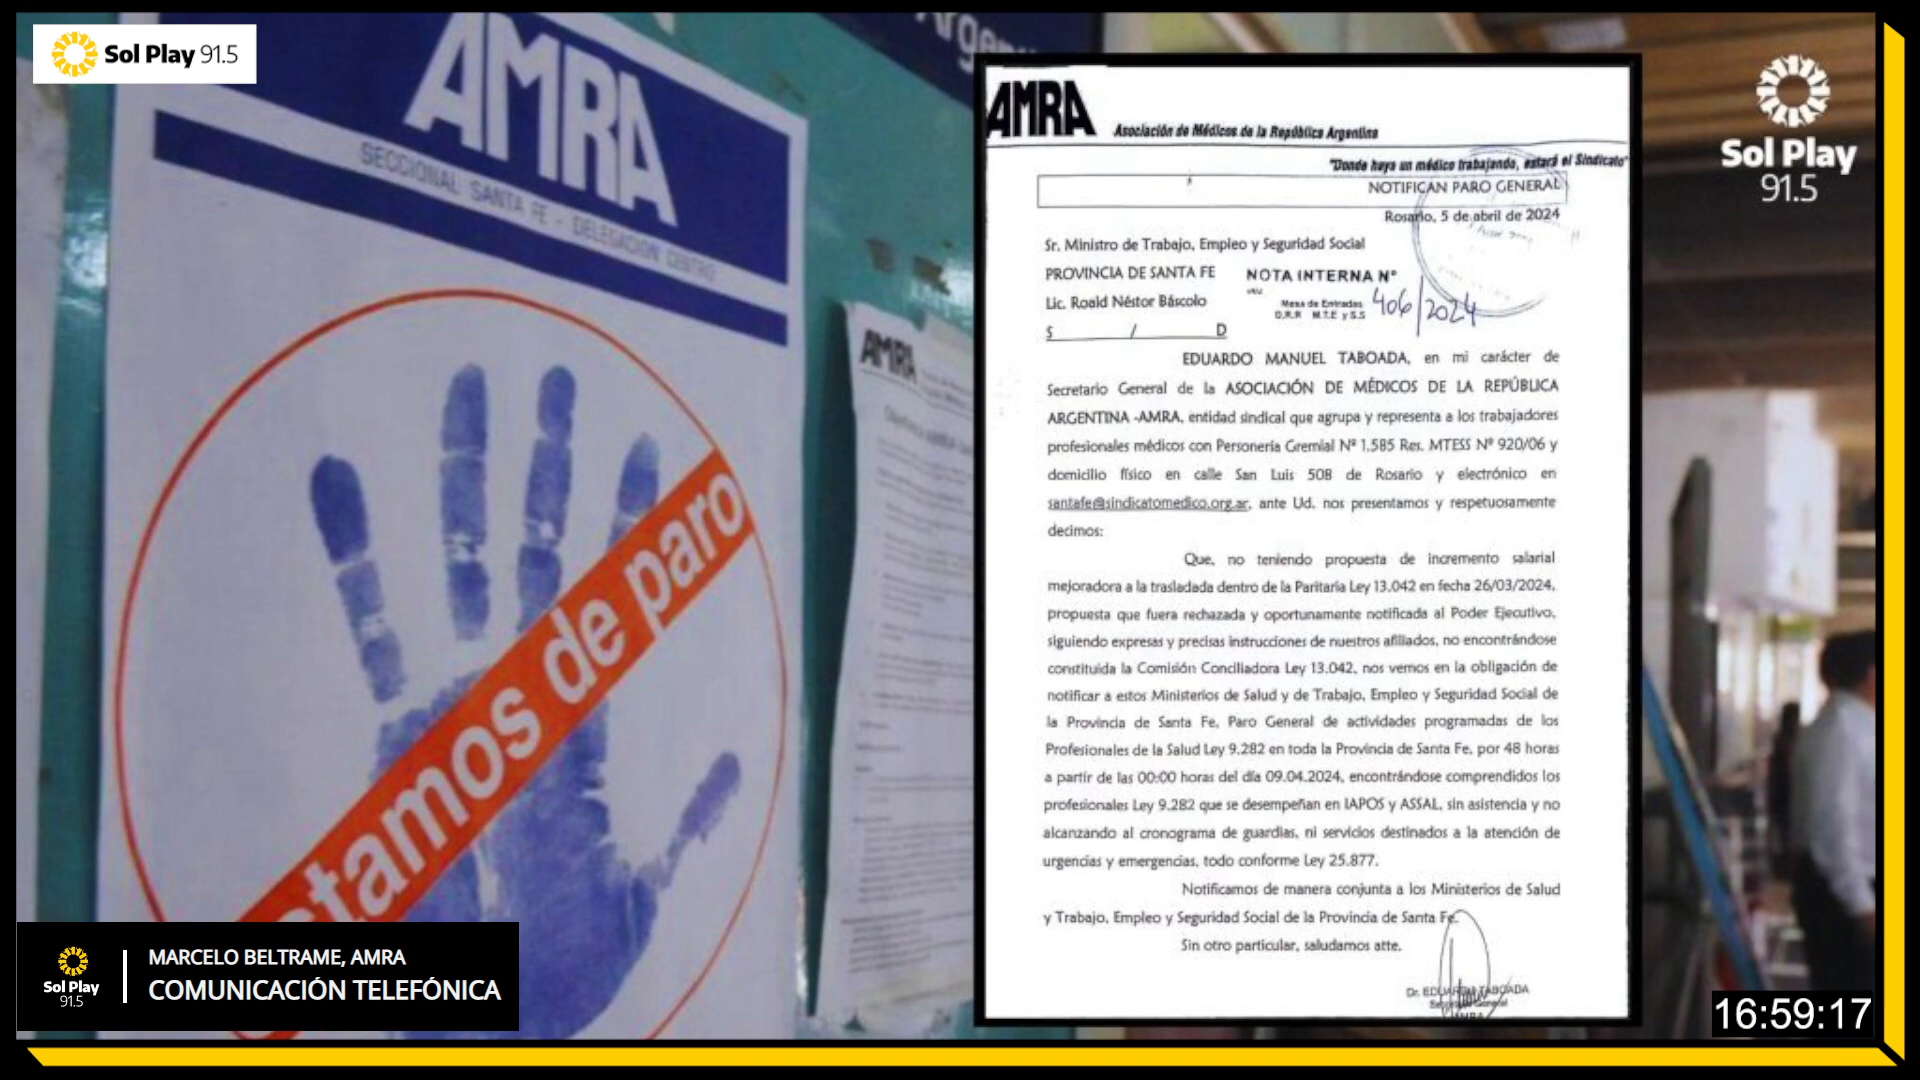 Sol Play 91.5
AMRA
SECCIONAL SANTA FE - DELEGACION CENTRO
Estamos de paro
AMRA
AMRA
Asociación de Médicos de la República Argentina
"Donde haya un médico trabajando, estará el Sindicato"
NOTIFICAN PARO GENERAL
Rosario, 5 de abril de 2024
Sr. Ministro de Trabajo, Empleo y Seguridad Social
PROVINCIA DE SANTA FE
Lic. Roald Néstor Báscolo
S / D
NOTA INTERNA Nº
Mesa de Entradas
D.R.R M.T.E y S.S
406/2024
EDUARDO MANUEL TABOADA, en mi carácter de
Secretario General de la ASOCIACIÓN DE MÉDICOS DE LA REPÚBLICA
ARGENTINA -AMRA, entidad sindical que agrupa y representa a los trabajadores
profesionales médicos con Personería Gremial Nº 1.585 Res. MTESS Nº 920/06 y
domicilio físico en calle San Luis 508 de Rosario y electrónico en
santafe@sindicatomedico.org.ar, ante Ud. nos presentamos y respetuosamente
decimos:
Que, no teniendo propuesta de incremento salarial
mejoradora a la trasladada dentro de la Paritaria Ley 13.042 en fecha 26/03/2024,
propuesta que fuera rechazada y oportunamente notificada al Poder Ejecutivo,
siguiendo expresas y precisas instrucciones de nuestros afiliados, no encontrándose
constituida la Comisión Conciliadora Ley 13.042, nos vemos en la obligación de
notificar a estos Ministerios de Salud y de Trabajo, Empleo y Seguridad Social de
la Provincia de Santa Fe, Paro General de actividades programadas de los
Profesionales de la Salud Ley 9.282 en toda la Provincia de Santa Fe, por 48 horas
a partir de las 00:00 horas del día 09.04.2024, encontrándose comprendidos los
profesionales Ley 9.282 que se desempeñan en IAPOS y ASSAL, sin asistencia y no
alcanzando al cronograma de guardias, ni servicios destinados a la atención de
urgencias y emergencias, todo conforme Ley 25.877.
Notificamos de manera conjunta a los Ministerios de Salud
y Trabajo, Empleo y Seguridad Social de la Provincia de Santa Fe.
Sin otro particular, saludamos atte.
Dr. EDUARDO TABOADA
Secretario General
AMRA
Sol Play
91.5
Sol Play
91.5
MARCELO BELTRAME, AMRA
COMUNICACIÓN TELEFÓNICA
16:59:17